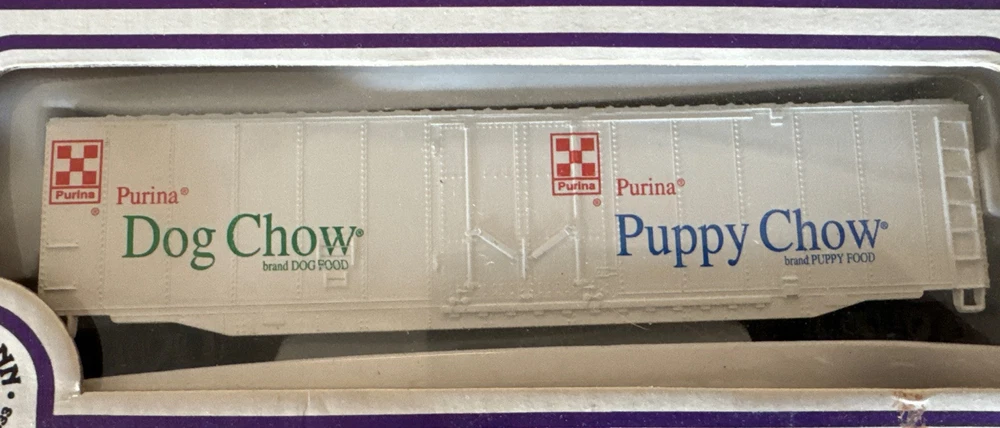 Purina
®
Purina®
Dog Chow®
brand DOG FOOD
Purina
®
Purina®
Puppy Chow®
brand PUPPY FOOD